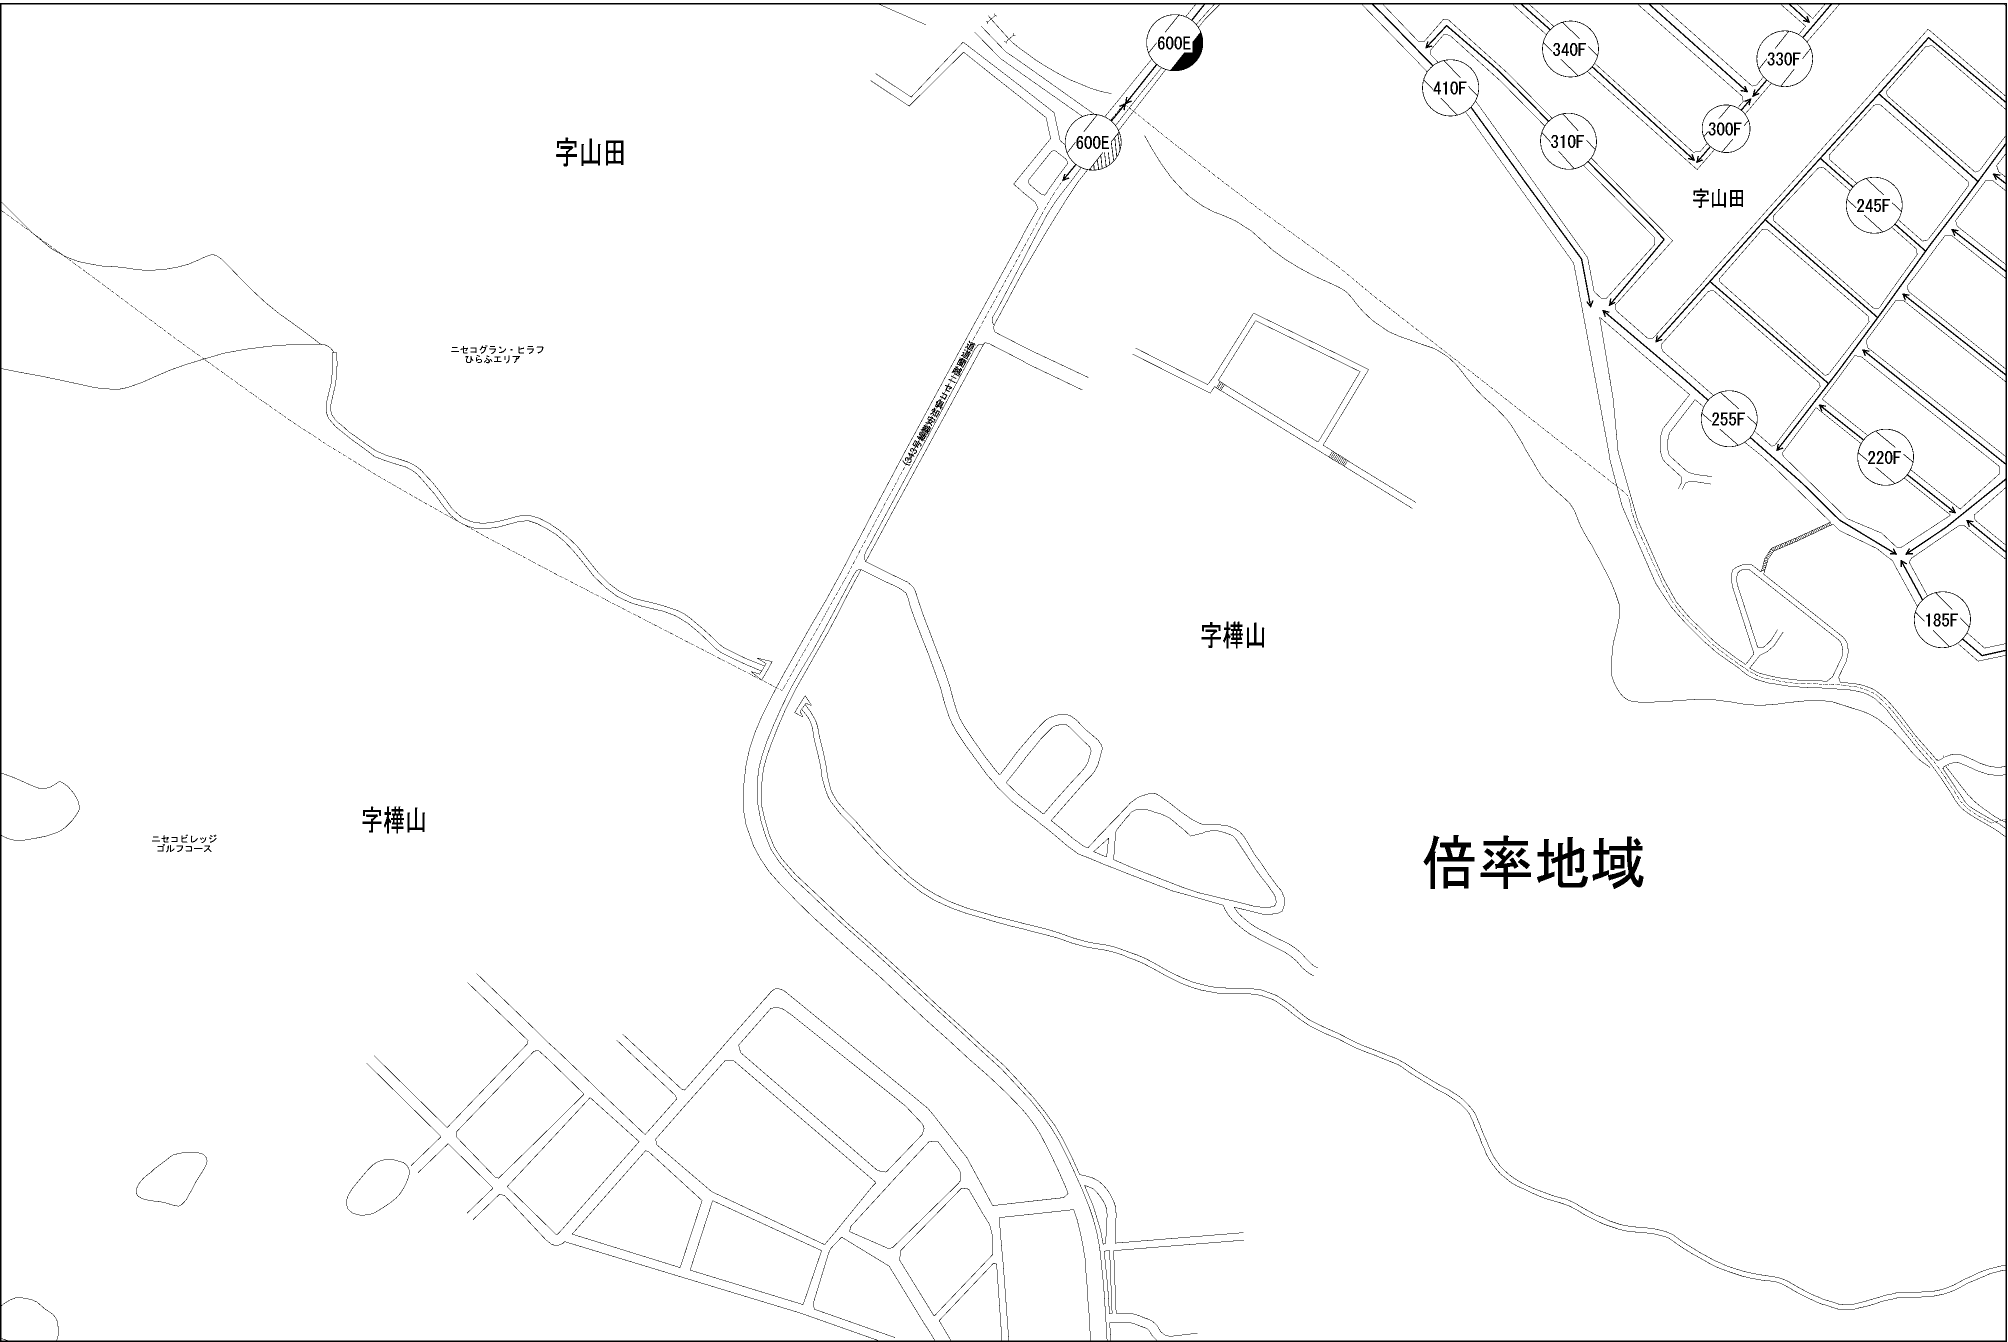 600E
340F
330F
410F
300F
310F
600E
字山田
字山田
245F
ニセコグラン・ヒラフ
ひらふエリア
255F
220F
185F
字樺山
字樺山
ニセコビレッジ
ゴルフコース
倍率地域